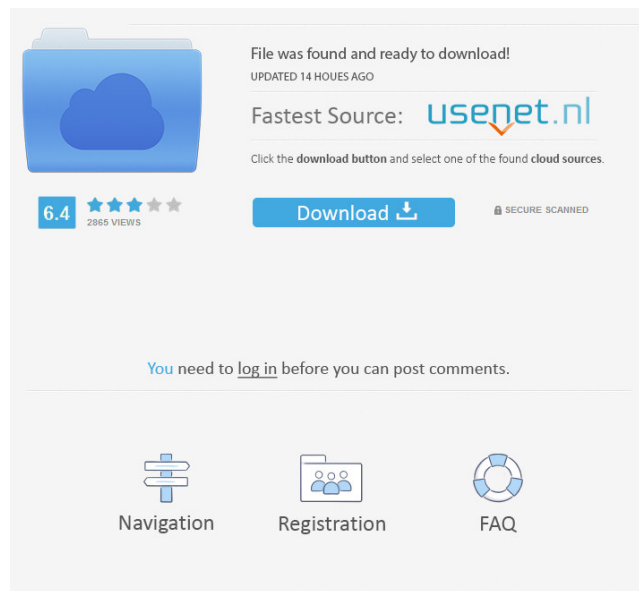 File was found and ready to download!
UPDATED 14 HOUES AGO
Fastest Source: usenet.nl
Click the download button and select one of the found cloud sources.
6.4
2865 VIEWS
Download
SECURE SCANNED
You need to log in before you can post comments.
Navigation
Registration
FAQ